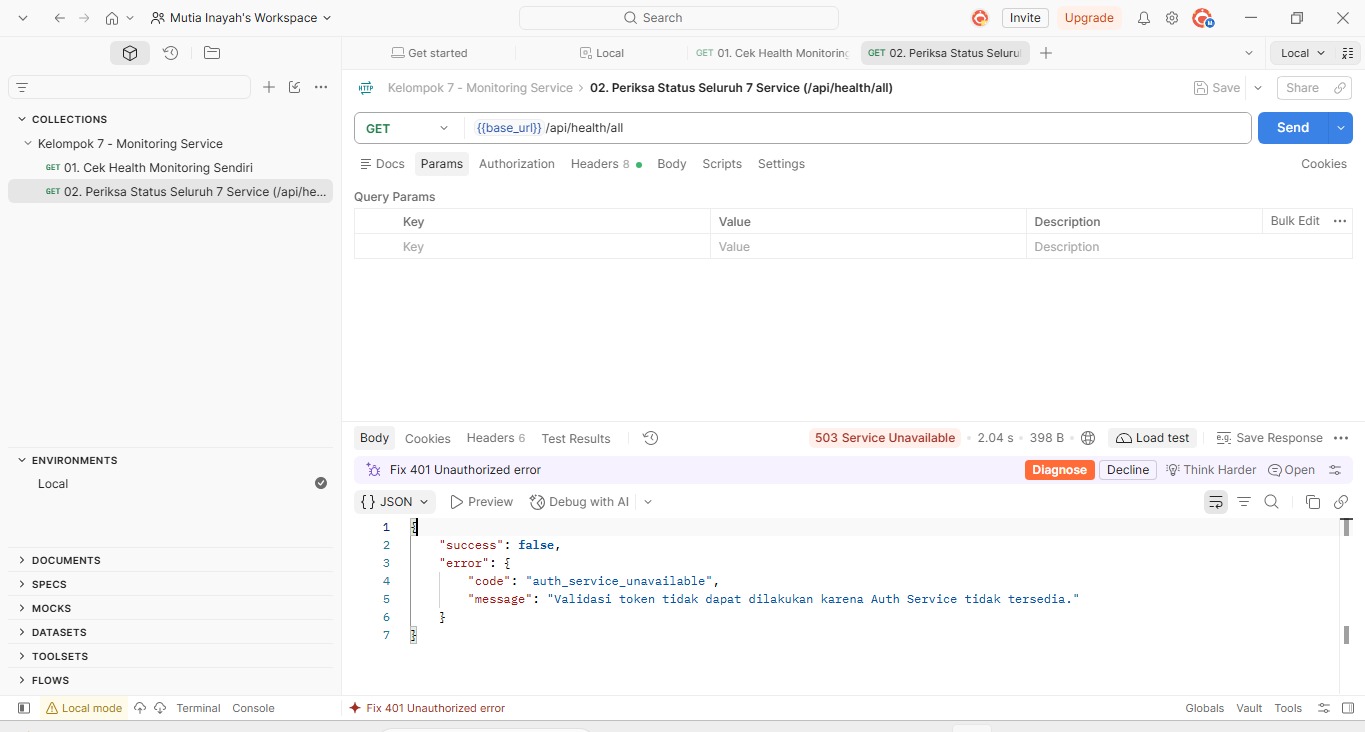 Mutia Inayah's Workspace
Search
Invite
Upgrade
Get started
Local
GET 01. Cek Health Monitoring
GET 02. Periksa Status Seluru
Local
COLLECTIONS
Kelompok 7 - Monitoring Service
GET 01. Cek Health Monitoring Sendiri
GET 02. Periksa Status Seluruh 7 Service (/api/he...
ENVIRONMENTS
Local
DOCUMENTS
SPECS
MOCKS
DATASETS
TOOLSETS
FLOWS
HTTP Kelompok 7 - Monitoring Service > 02. Periksa Status Seluruh 7 Service (/api/health/all)
Save
Share
GET
{{base_url}} /api/health/all
Send
Docs Params Authorization Headers 8 Body Scripts Settings
Cookies
Query Params
Key Value Description Bulk Edit
Key Value Description
Body Cookies Headers 6 Test Results
503 Service Unavailable 2.04 s 398 B
Load test
e.g. Save Response
Fix 401 Unauthorized error
Diagnose Decline Think Harder Open
{} JSON Preview Debug with AI
1 {
2 "success": false,
3 "error": {
4 "code": "auth_service_unavailable",
5 "message": "Validasi token tidak dapat dilakukan karena Auth Service tidak tersedia."
6 }
7 }
Local mode
Terminal Console
Fix 401 Unauthorized error
Globals Vault Tools